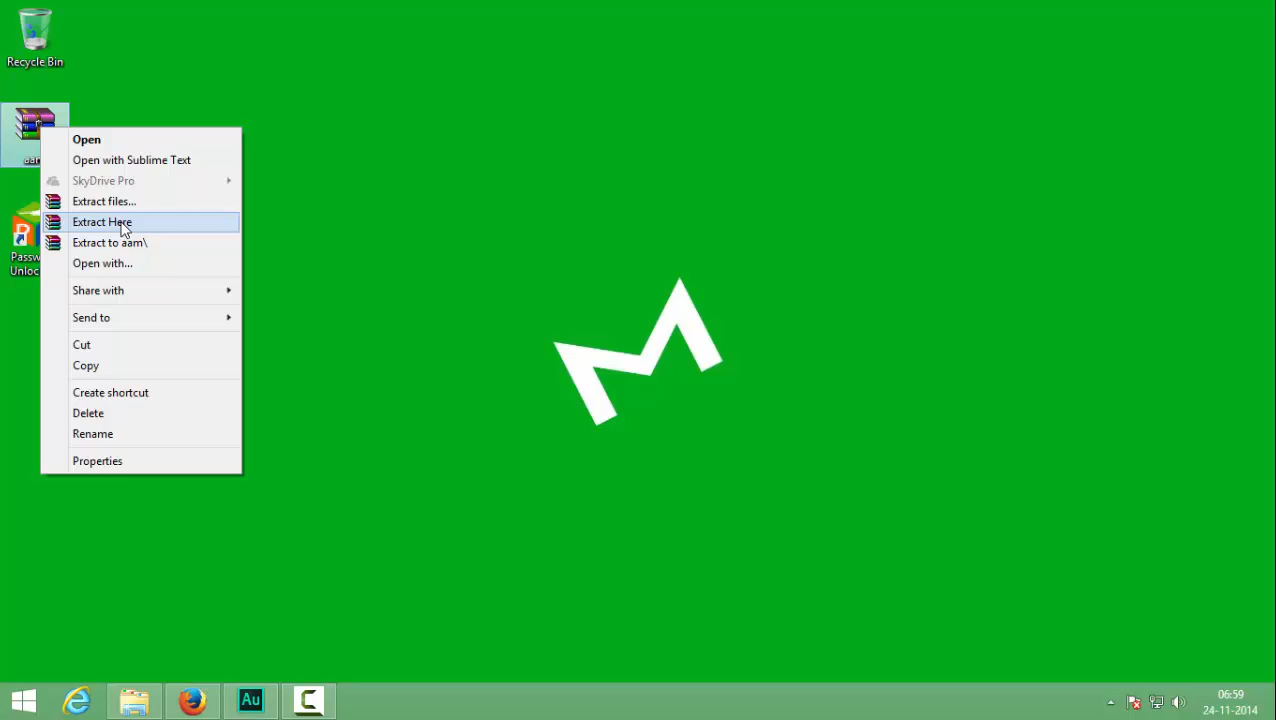 Recycle Bin
Open
Open with Sublime Text
SkyDrive Pro
Extract files...
Extract Here
Extract to aam\
Open with...
Share with
Send to
Cut
Copy
Create shortcut
Delete
Rename
Properties
Au
C
06:59
24-11-2014